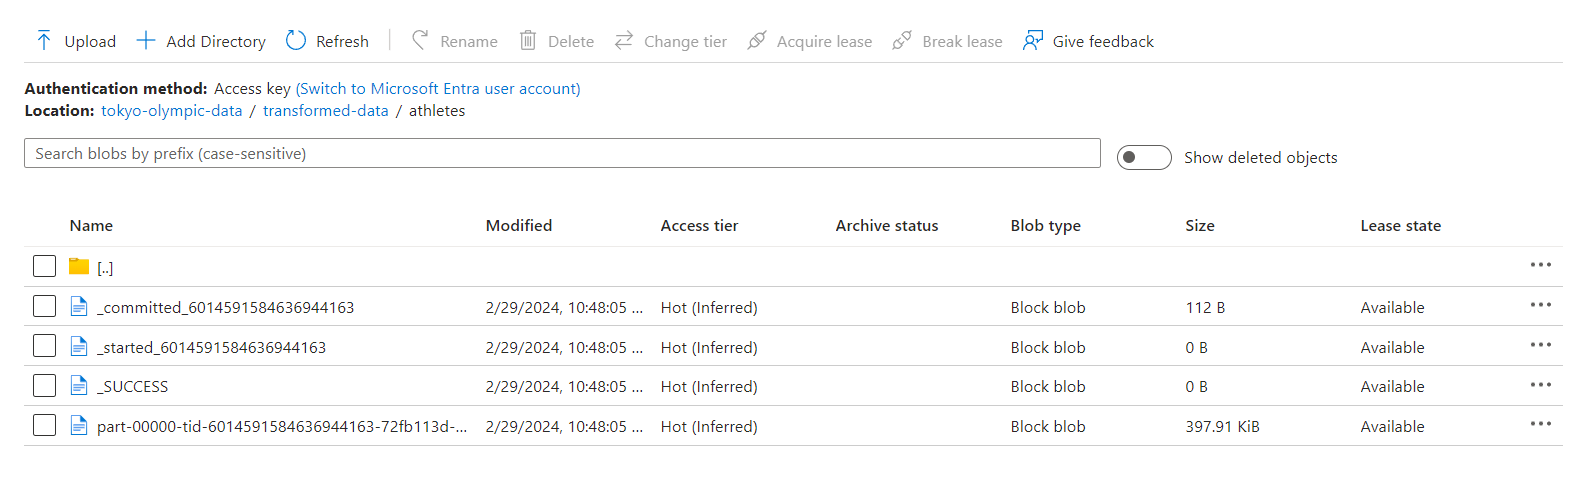 Upload Add Directory Refresh Rename Delete Change tier Acquire lease Break lease Give feedback
Authentication method: Access key (Switch to Microsoft Entra user account)
Location: tokyo-olympic-data / transformed-data / athletes
Search blobs by prefix (case-sensitive) Show deleted objects
Name Modified Access tier Archive status Blob type Size Lease state
[..]
_committed_6014591584636944163 2/29/2024, 10:48:05 ... Hot (Inferred) Block blob 112 B Available
_started_6014591584636944163 2/29/2024, 10:48:05 ... Hot (Inferred) Block blob 0 B Available
_SUCCESS 2/29/2024, 10:48:05 ... Hot (Inferred) Block blob 0 B Available
part-00000-tid-6014591584636944163-72fb113d-... 2/29/2024, 10:48:05 ... Hot (Inferred) Block blob 397.91 KiB Available